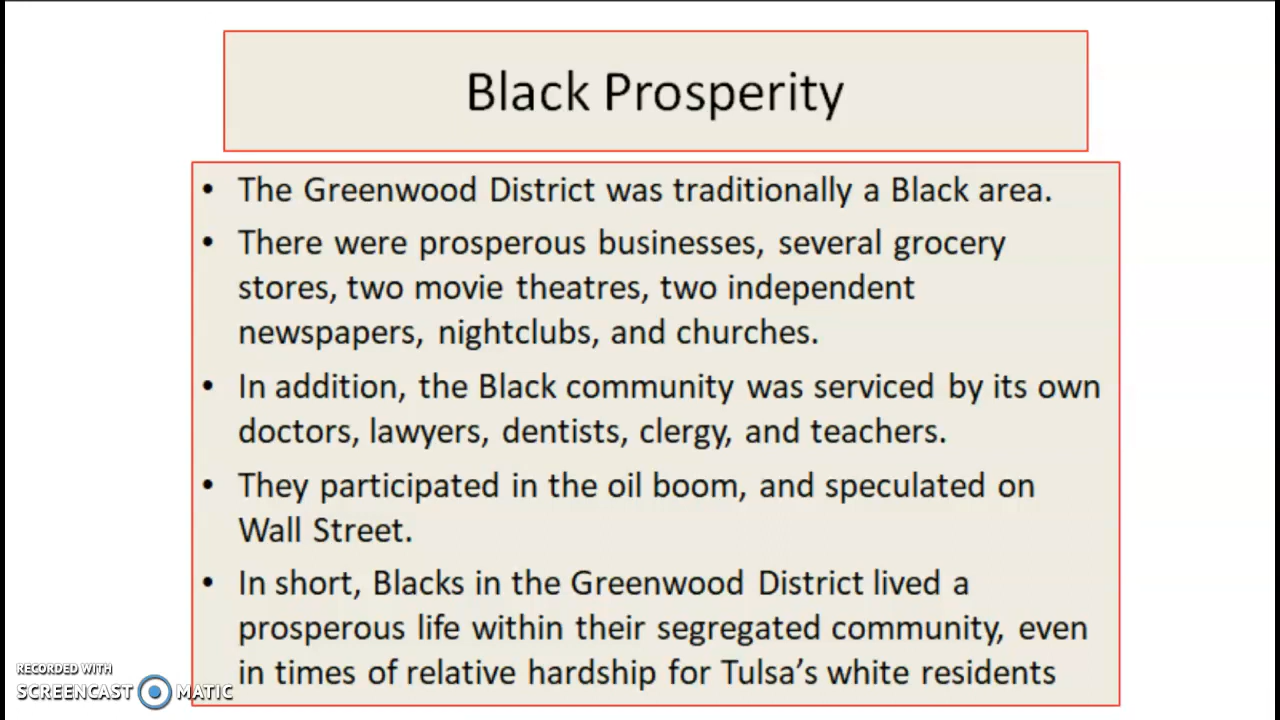 Black Prosperity
• The Greenwood District was traditionally a Black area.
• There were prosperous businesses, several grocery
stores, two movie theatres, two independent
newspapers, nightclubs, and churches.
• In addition, the Black community was serviced by its own
doctors, lawyers, dentists, clergy, and teachers.
• They participated in the oil boom, and speculated on
Wall Street.
• In short, Blacks in the Greenwood District lived a
prosperous life within their segregated community, even
in times of relative hardship for Tulsa's white residents
RECORDED WITH
SCREENCAST MATIC